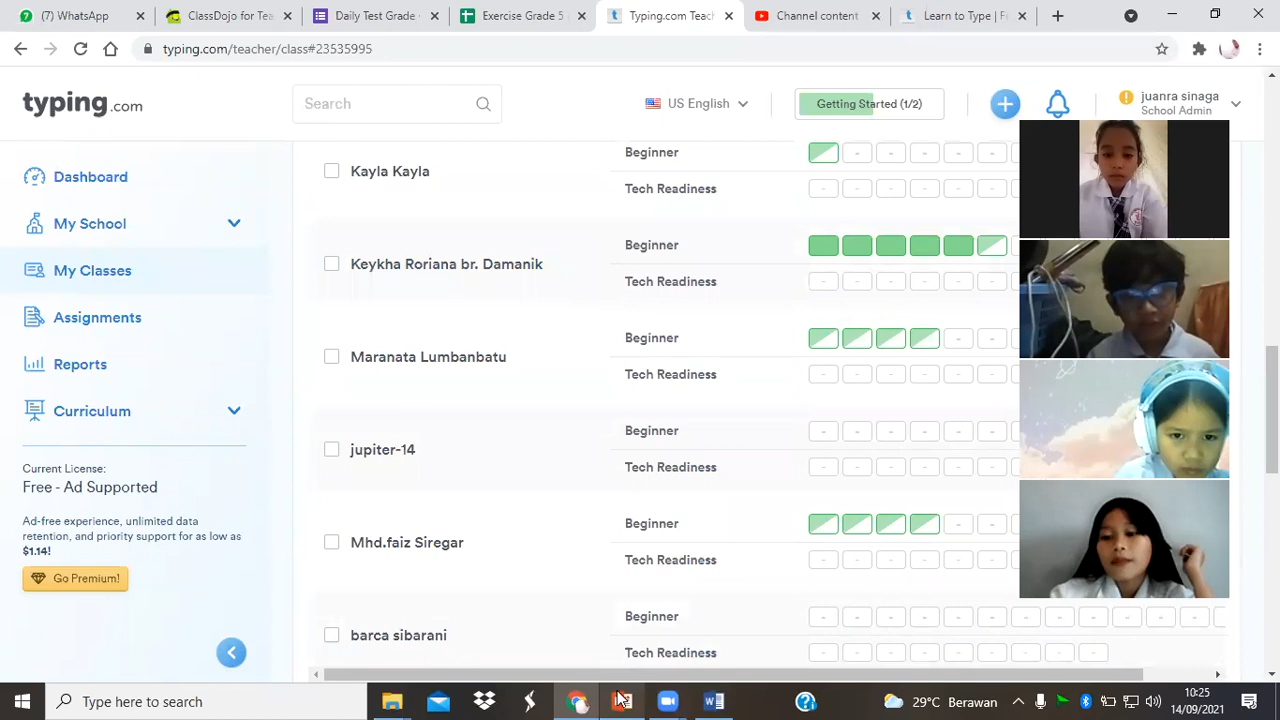 (7) WhatsApp
ClassDojo for Tea
Daily Test Grade
Exercise Grade 5
Typing.com Teach
Channel content
Learn to Type | F
typing.com/teacher/class#23535995
typing.com
Search
US English
Getting Started (1/2)
juanra sinaga
School Admin
Dashboard
My School
My Classes
Assignments
Reports
Curriculum
Current License:
Free - Ad Supported
Ad-free experience, unlimited data
retention, and priority support for as low as
$1.14!
Go Premium!
Kayla Kayla
Beginner
Tech Readiness
Keykha Roriana br. Damanik
Beginner
Tech Readiness
Maranata Lumbanbatu
Beginner
Tech Readiness
jupiter-14
Beginner
Tech Readiness
Mhd.faiz Siregar
Beginner
Tech Readiness
barca sibarani
Beginner
Tech Readiness
Type here to search
29°C Berawan
10:25
14/09/2021